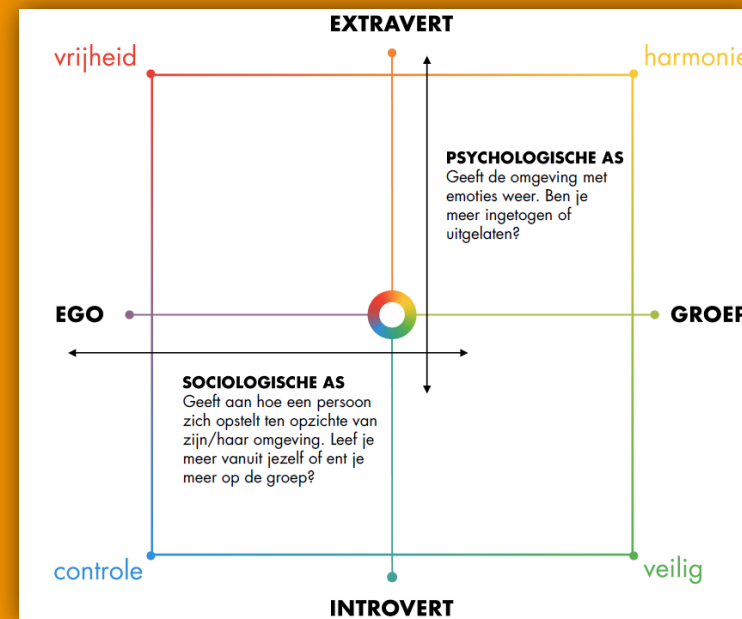 EXTRAVERT
vrijheid
harmonie
PSYCHOLOGISCHE AS
Geeft de omgeving met
emoties weer. Ben je
meer ingetogen of
uitgelaten?
EGO
GROEP
SOCIOLOGISCHE AS
Geeft aan hoe een persoon
zich opstelt ten opzichte van
zijn/haar omgeving. Leef je
meer vanuit jezelf of ent je
meer op de groep?
controle
veilig
INTROVERT